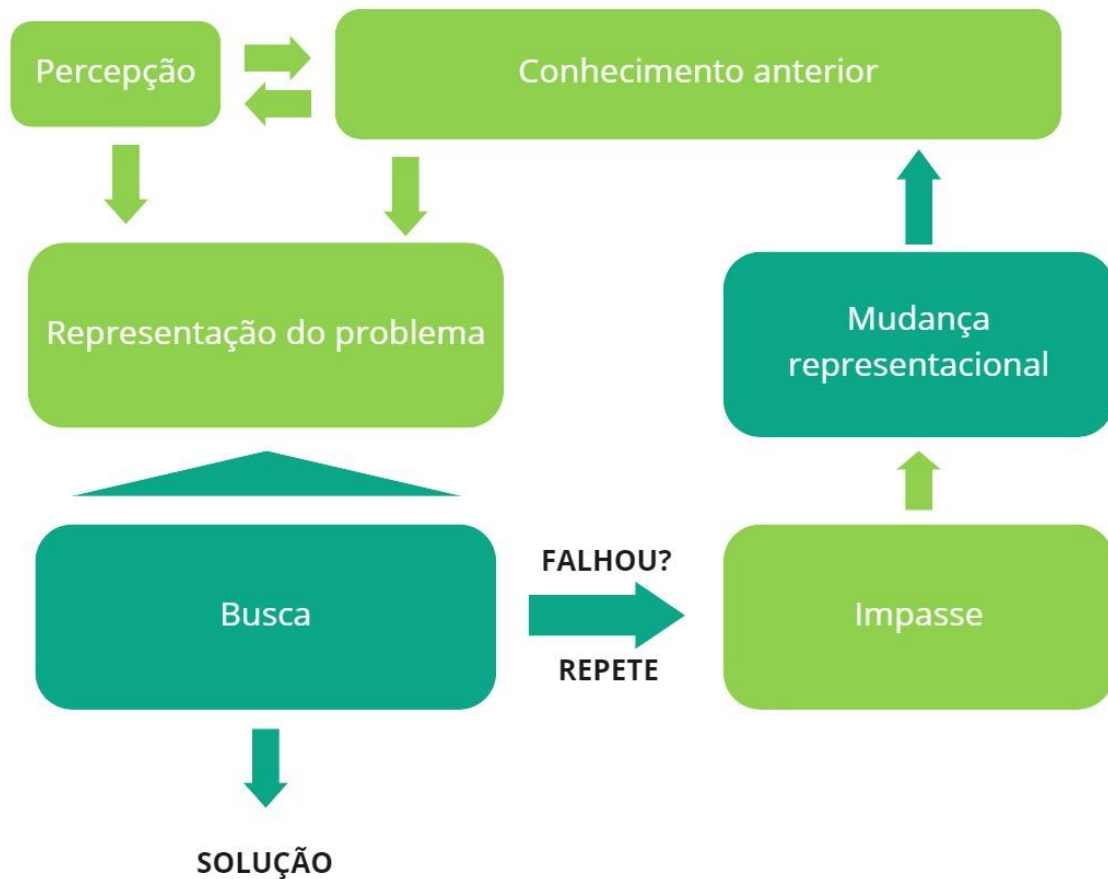 Percepção
Conhecimento anterior
Representação do problema
Mudança
representacional
Busca
FALHOU?
REPETE
Impasse
SOLUÇÃO